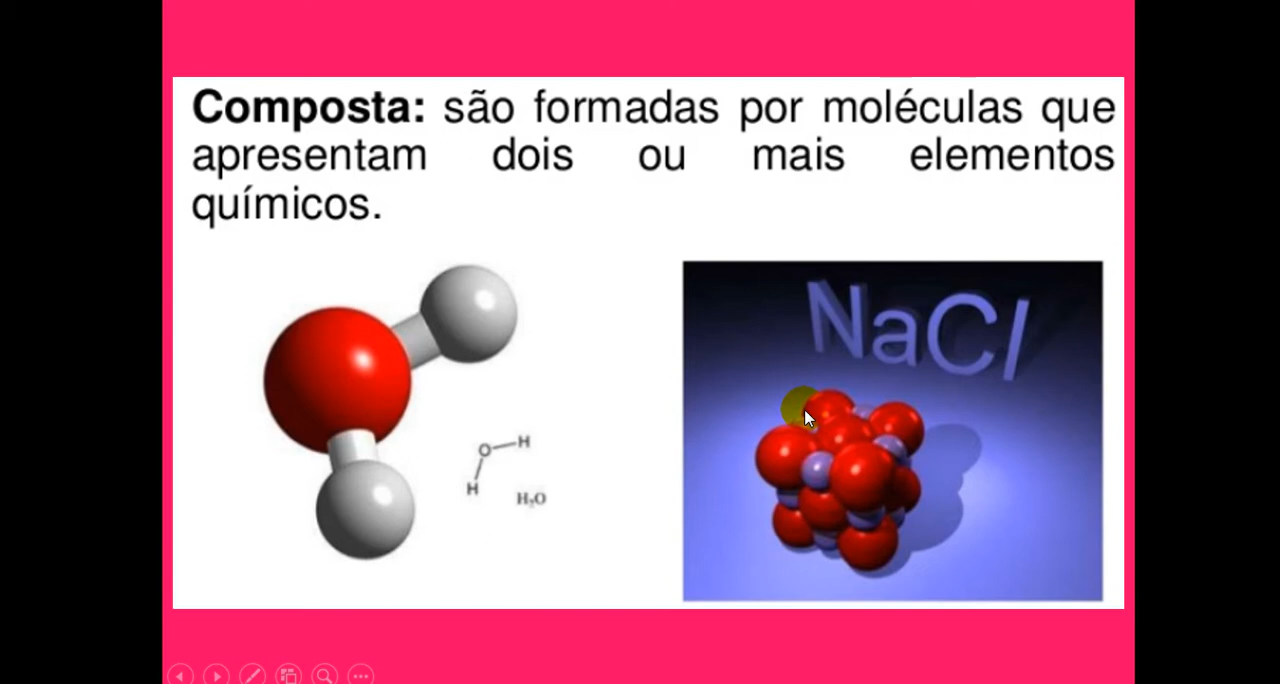 Composta: são formadas por moléculas que
apresentam dois ou mais elementos
químicos.
NaCl
O H
H
H₂O